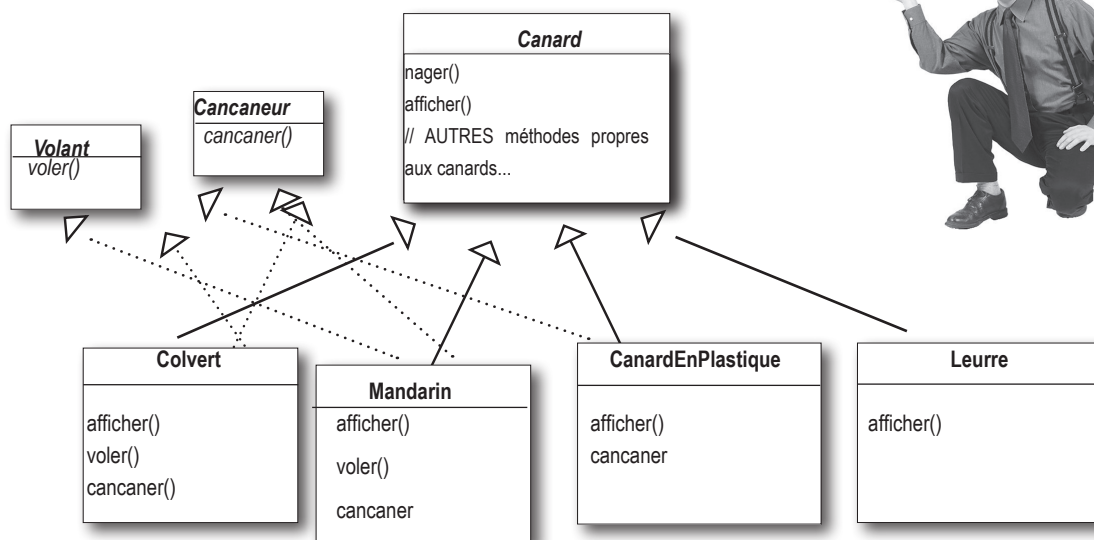 Canard
nager()
afficher()
// AUTRES méthodes propres
aux canards...
Cancaneur
cancaner()
Volant
voler()
Colvert
afficher()
voler()
cancaner()
Mandarin
afficher()
voler()
cancaner
CanardEnPlastique
afficher()
cancaner
Leurre
afficher()